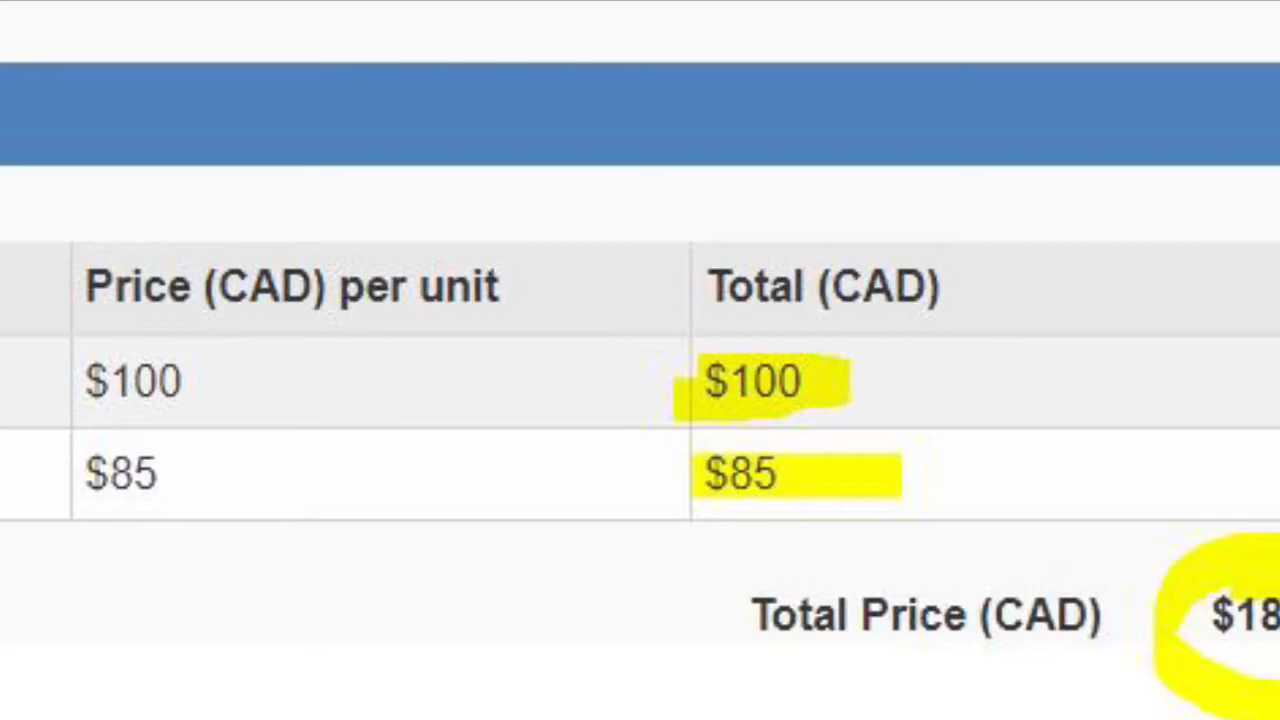 Price (CAD) per unit Total (CAD)
$100 $100
$85 $85
Total Price (CAD) $18